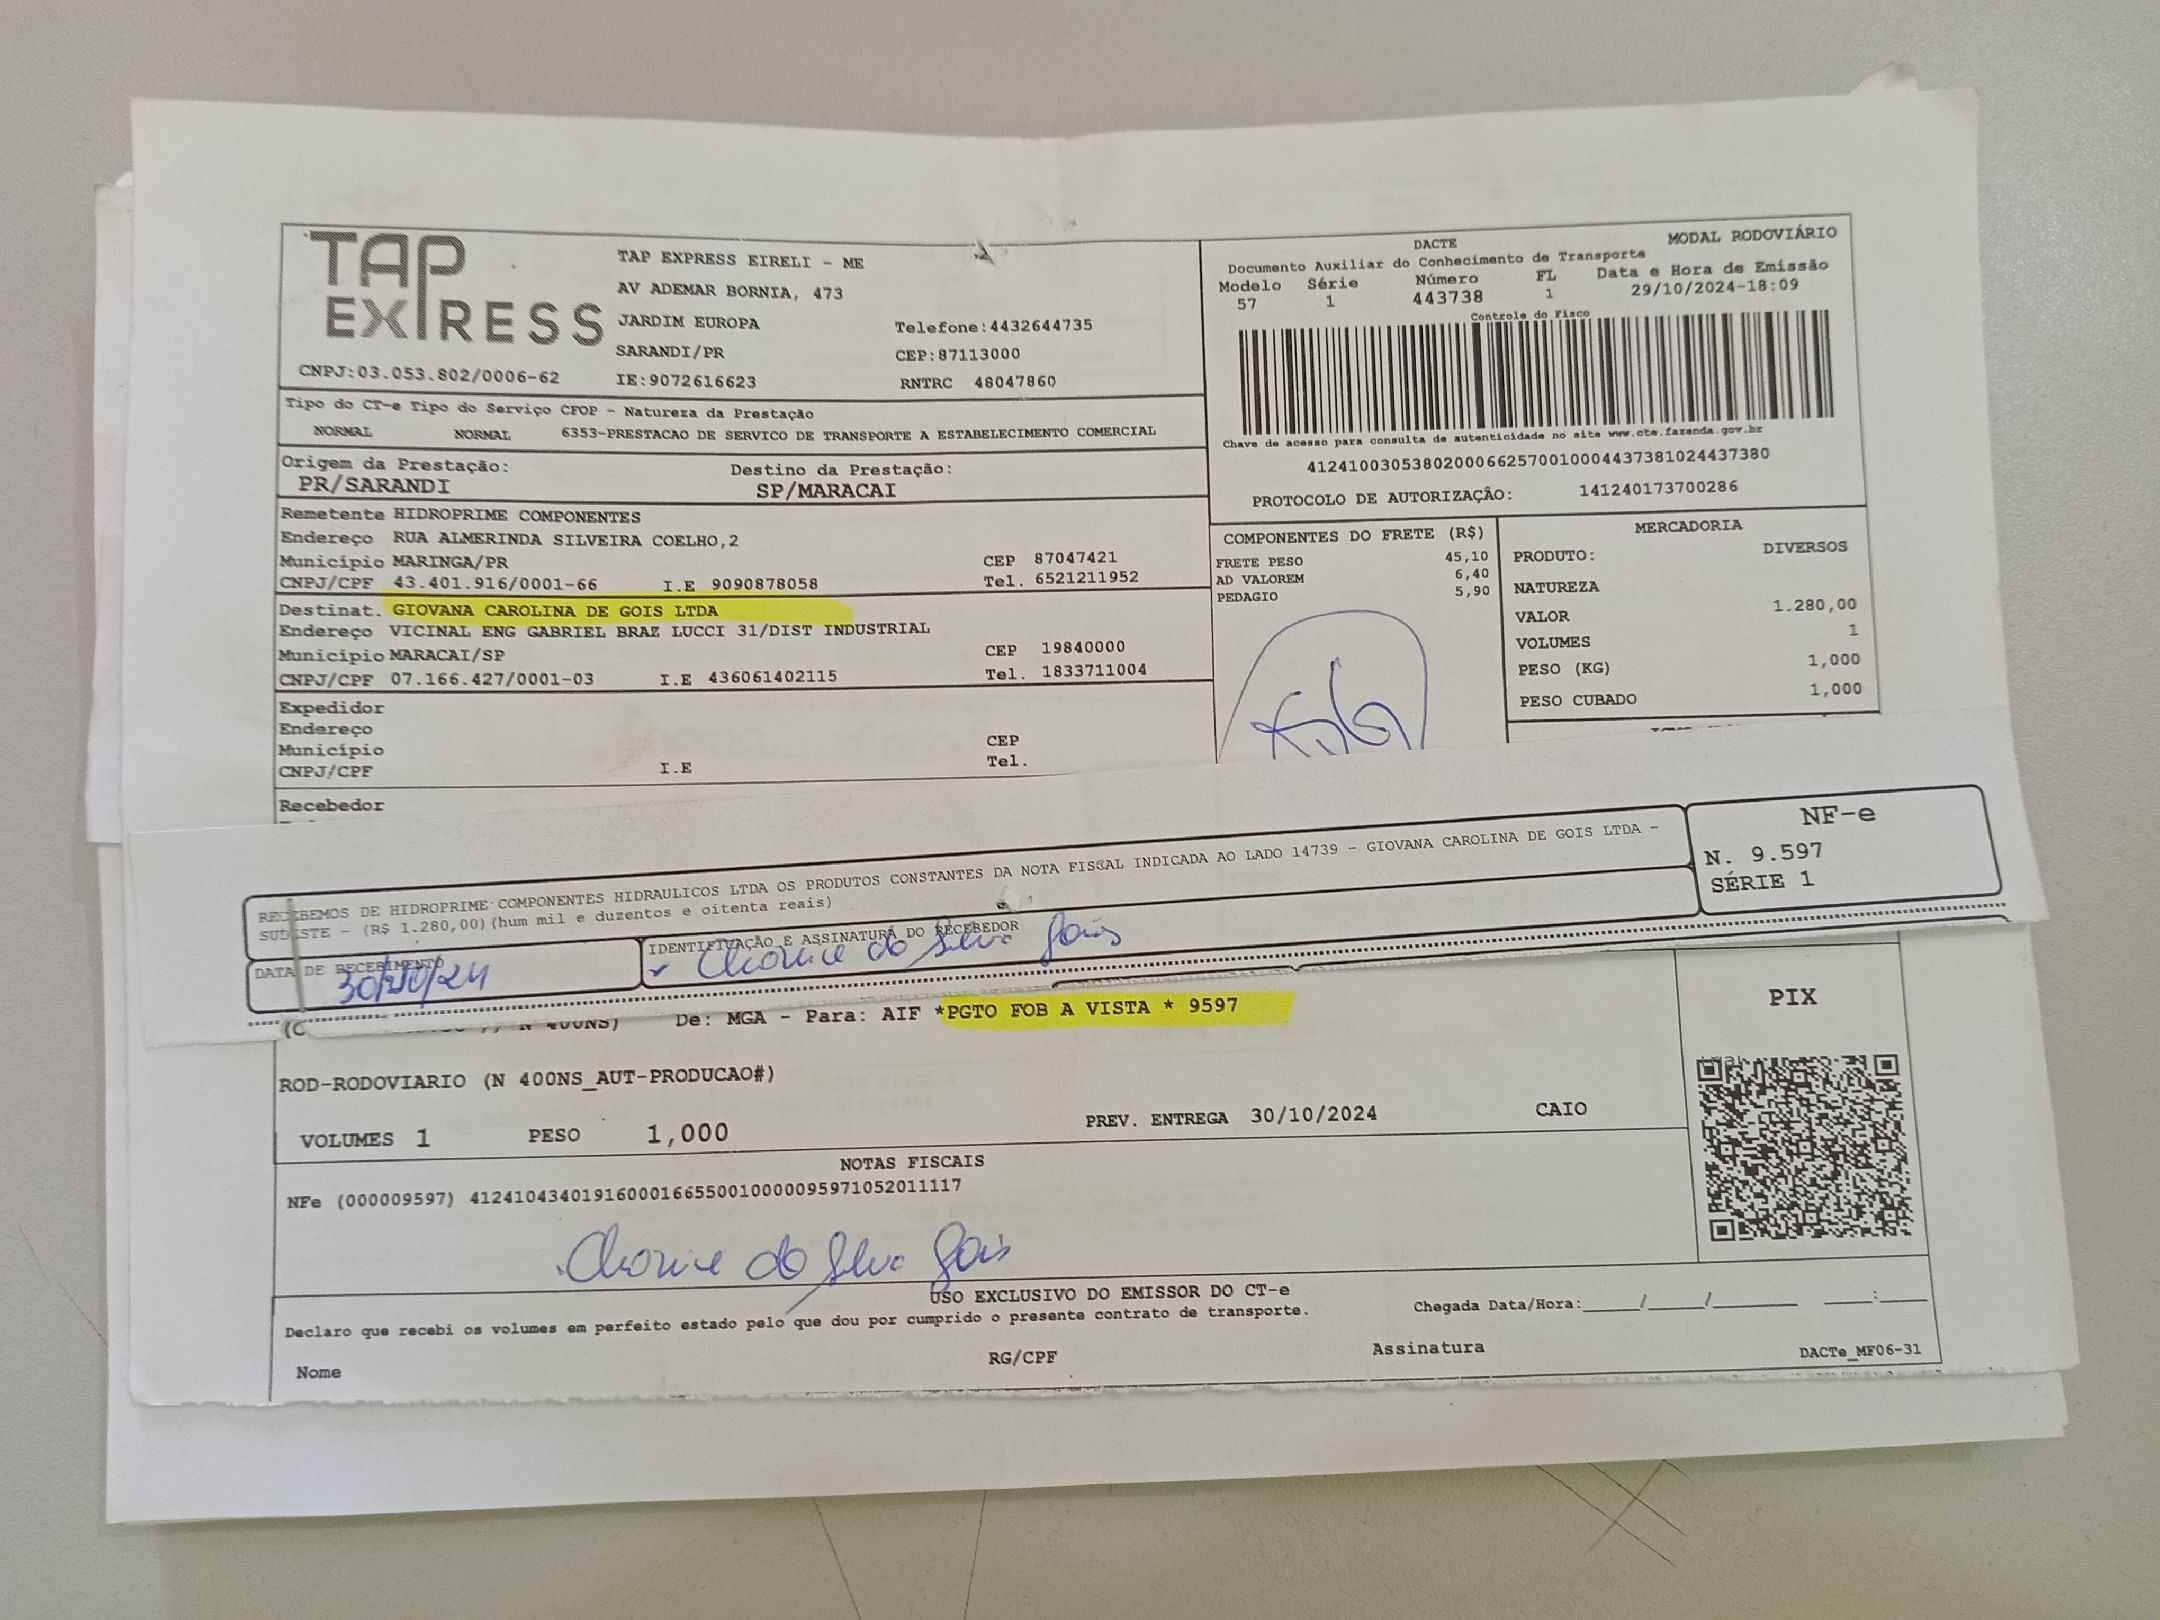 TAP EXPRESS
CNPJ:03.053.802/0006-62
TAP EXPRESS EIRELI - ME
AV ADEMAR BORNIA, 473
JARDIM EUROPA Telefone:4432644735
SARANDI/PR CEP:87113000
IE:9072616623 RNTRC 48047860
MODAL RODOVIÁRIO
DACTE
Documento Auxiliar do Conhecimento de Transporte
Modelo Série Número FL Data e Hora de Emissão
57 1 443738 1 29/10/2024-18:09
Controle do Fisco
Chave de acesso para consulta de autenticidade no site www.cte.fazenda.gov.br
41241003053802000662570010004437381024437380
PROTOCOLO DE AUTORIZAÇÂO: 141240173700286
Tipo do CT-e Tipo do Serviço CFOP - Natureza da Prestação
NORMAL NORMAL 6353-PRESTACAO DE SERVICO DE TRANSPORTE A ESTABELECIMENTO COMERCIAL
Origem da Prestação: Destino da Prestação:
PR/SARANDI SP/MARACAI
Remetente HIDROPRIME COMPONENTES
Endereço RUA ALMERINDA SILVEIRA COELHO,2
Município MARINGA/PR CEP 87047421
CNPJ/CPF 43.401.916/0001-66 I.E 9090878058 Tel. 6521211952
Destinat. GIOVANA CAROLINA DE GOIS LTDA
Endereço VICINAL ENG GABRIEL BRAZ LUCCI 31/DIST INDUSTRIAL
Município MARACAI/SP CEP 19840000
CNPJ/CPF 07.166.427/0001-03 I.E 436061402115 Tel. 1833711004
Expedidor
Endereço
Município CEP
CNPJ/CPF I.E Tel.
Recebedor
COMPONENTES DO FRETE (R$)
FRETE PESO 45,10
AD VALOREM 6,40
PEDAGIO 5,90
MERCADORIA
PRODUTO: DIVERSOS
NATUREZA
VALOR 1.280,00
VOLUMES 1
PESO (KG) 1,000
PESO CUBADO 1,000
RECEBEMOS DE HIDROPRIME COMPONENTES HIDRAULICOS LTDA OS PRODUTOS CONSTANTES DA NOTA FISCAL INDICADA AO LADO 14739 - GIOVANA CAROLINA DE GOIS LTDA -
SUDESTE - (R$ 1.280,00)(hum mil e duzentos e oitenta reais)
NF-e
N. 9.597
SÉRIE 1
DATA DE RECEBIMENTO IDENTIFICAÇÃO E ASSINATURA DO RECEBEDOR
30/10/24 da Silva Gois
N 400NS) De: MGA - Para: AIF *PGTO FOB A VISTA * 9597
PIX
ROD-RODOVIARIO (N 400NS_AUT-PRODUCAO#)
VOLUMES 1 PESO 1,000 PREV. ENTREGA 30/10/2024 CAIO
NOTAS FISCAIS
NFe (000009597) 41241043401916000166550010000095971052011117
da Silva Gois
USO EXCLUSIVO DO EMISSOR DO CT-e
Declaro que recebi os volumes em perfeito estado pelo que dou por cumprido o presente contrato de transporte. Chegada Data/Hora:_____/_____/________ ____:____
Nome RG/CPF Assinatura DACTe_MF06-31